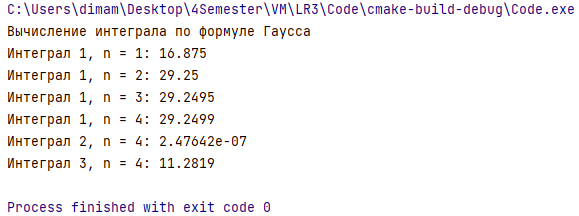 C:\Users\dimam\Desktop\4Semester\VM\LR3\Code\cmake-build-debug\Code.exe
Вычисление интеграла по формуле Гаусса
Интеграл 1, n = 1: 16.875
Интеграл 1, n = 2: 29.25
Интеграл 1, n = 3: 29.2495
Интеграл 1, n = 4: 29.2499
Интеграл 2, n = 4: 2.47642e-07
Интеграл 3, n = 4: 11.2819
Process finished with exit code 0